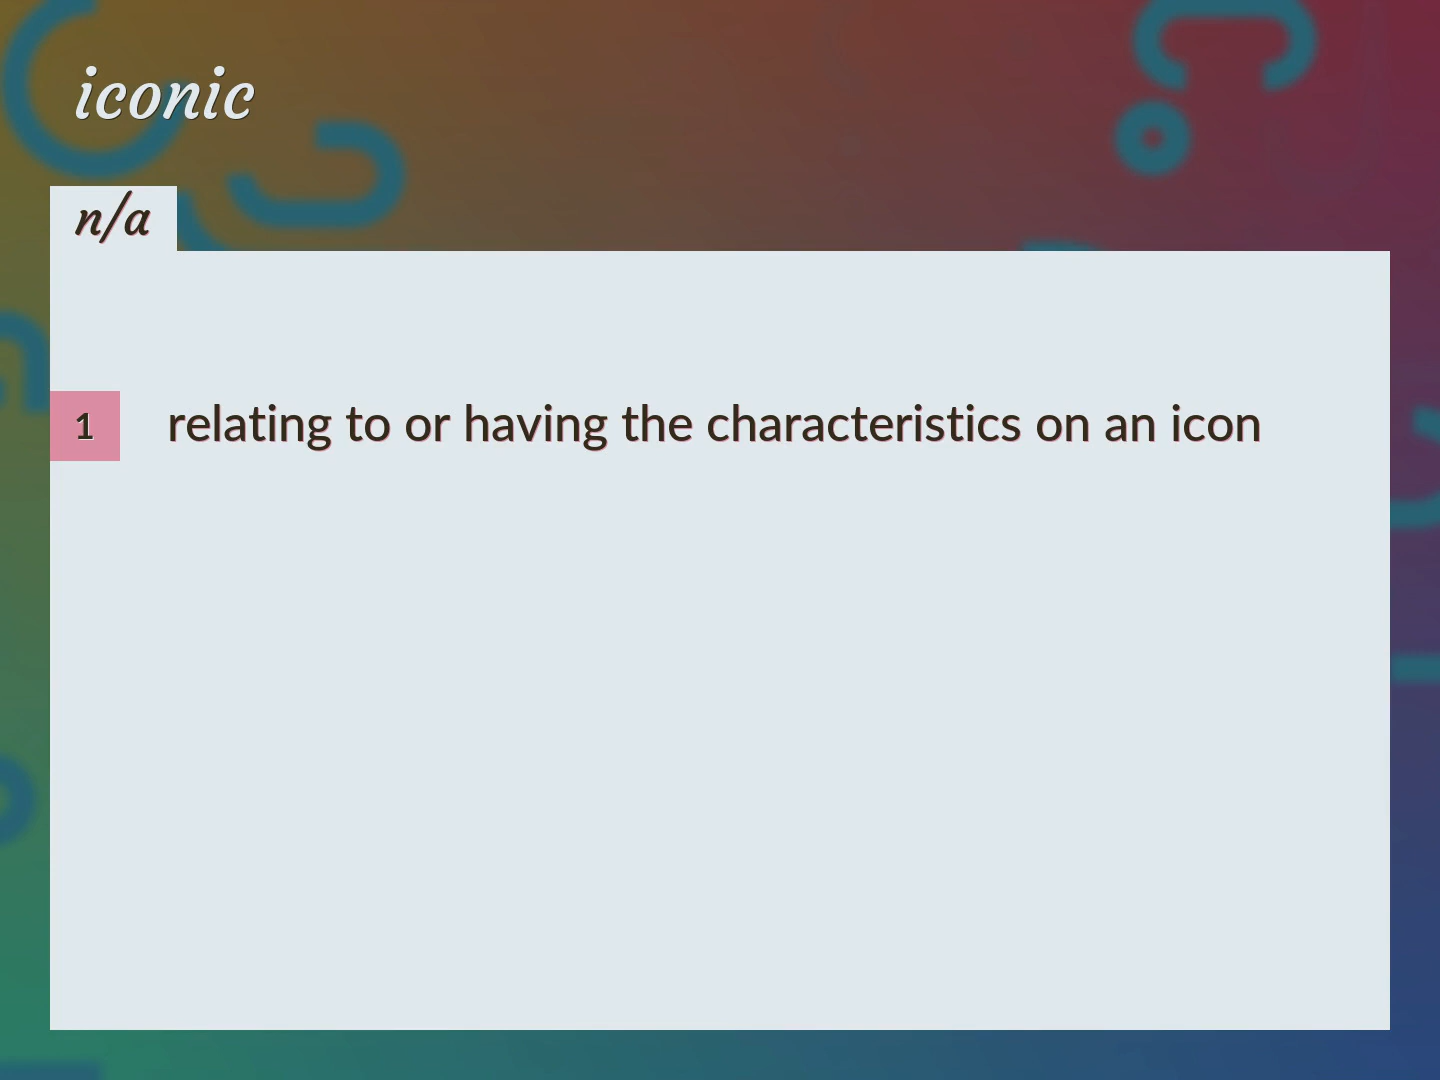 iconic
n/a
1 relating to or having the characteristics on an icon